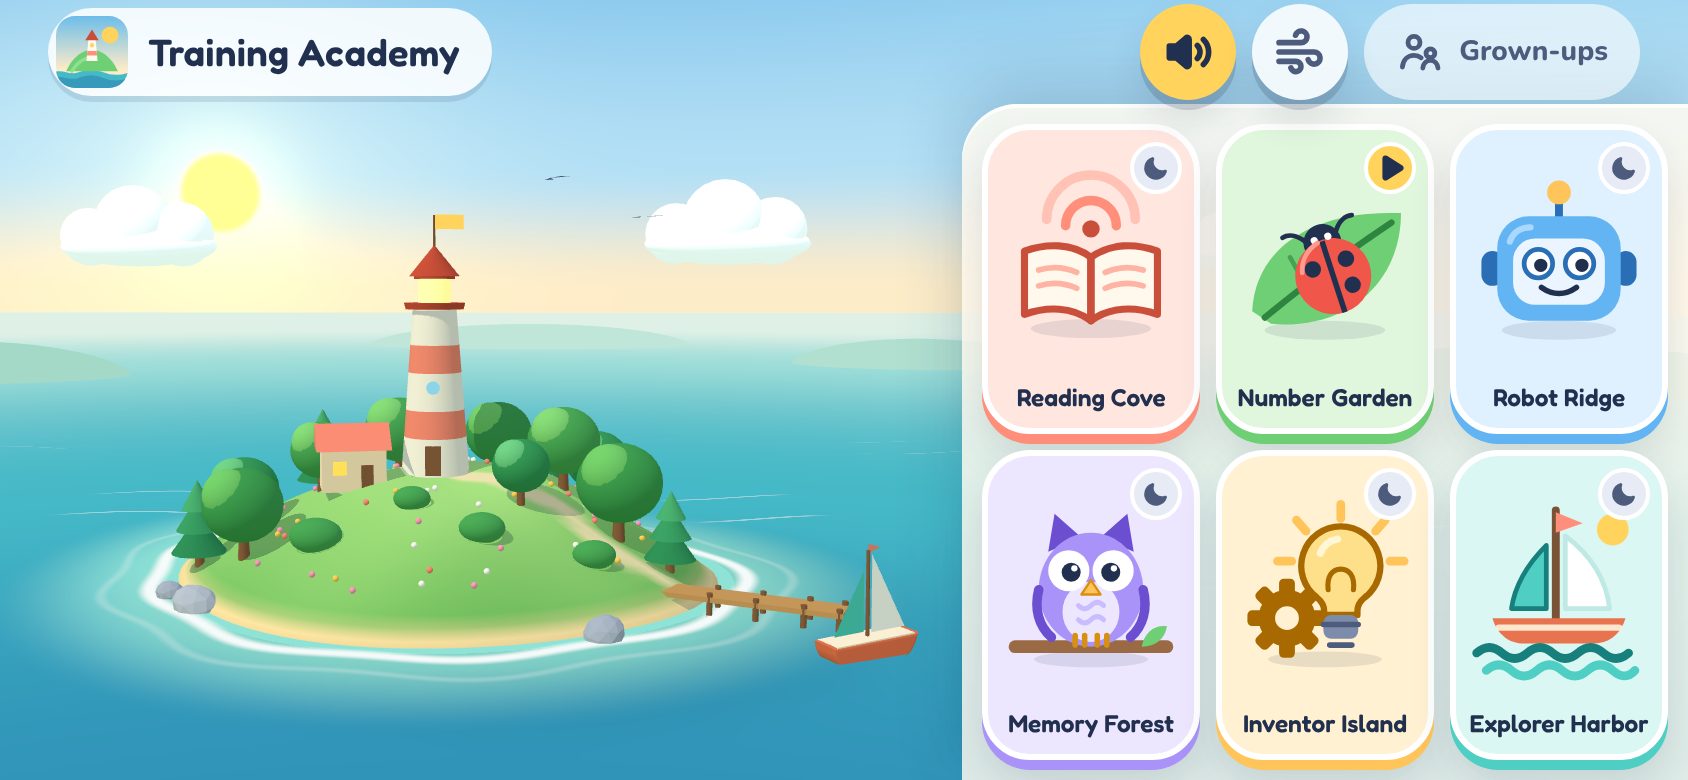 Training Academy
Grown-ups
Reading Cove
Number Garden
Robot Ridge
Memory Forest
Inventor Island
Explorer Harbor